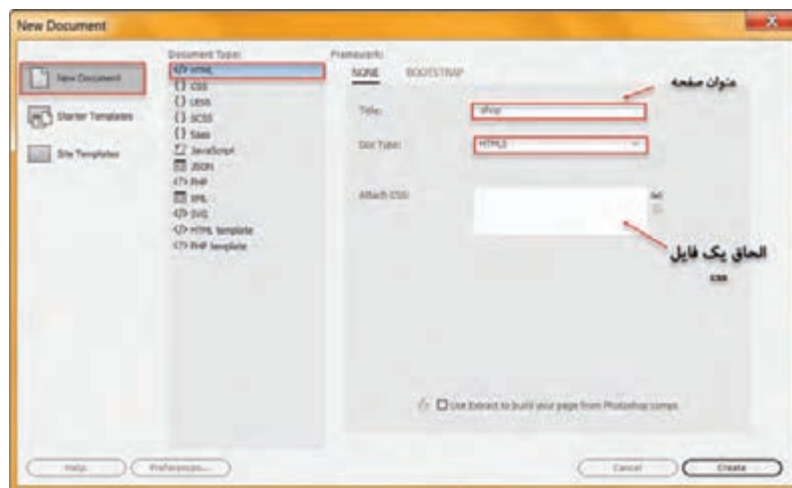 New Document
New Document
Starter Templates
Site Templates
Document Type:
</> HTML
{} CSS
{} LESS
{} SCSS
{} Sass
JavaScript
JSON
</> PHP
XML
</> SVG
</> HTML template
</> PHP template
Framework:
NONE BOOTSTRAP
عنوان صفحه
Title: shop
Doc Type: HTML5
Attach CSS:
الحاق یک فایل
css
Use Extract to build your page from Photoshop comps
Help
Preferences...
Cancel
Create